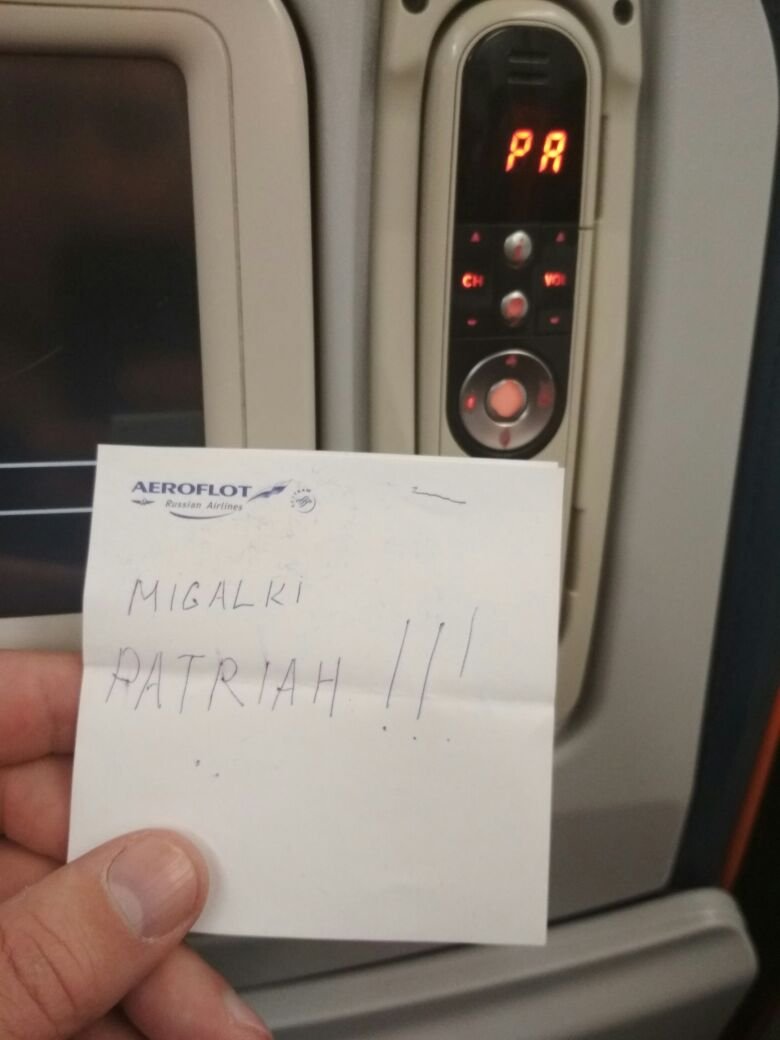 PA
CH VOL
AEROFLOT
Russian Airlines
MIGALKI
PATRIAH !!!